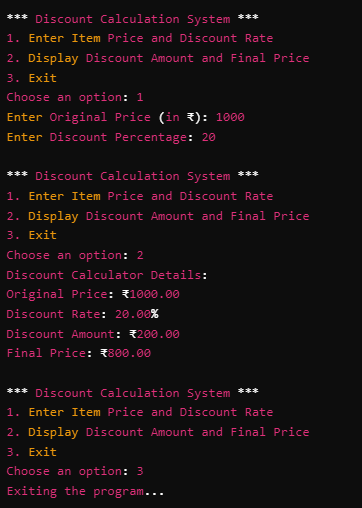 *** Discount Calculation System ***
1. Enter Item Price and Discount Rate
2. Display Discount Amount and Final Price
3. Exit
Choose an option: 1
Enter Original Price (in ₹): 1000
Enter Discount Percentage: 20

*** Discount Calculation System ***
1. Enter Item Price and Discount Rate
2. Display Discount Amount and Final Price
3. Exit
Choose an option: 2
Discount Calculator Details:
Original Price: ₹1000.00
Discount Rate: 20.00%
Discount Amount: ₹200.00
Final Price: ₹800.00

*** Discount Calculation System ***
1. Enter Item Price and Discount Rate
2. Display Discount Amount and Final Price
3. Exit
Choose an option: 3
Exiting the program...